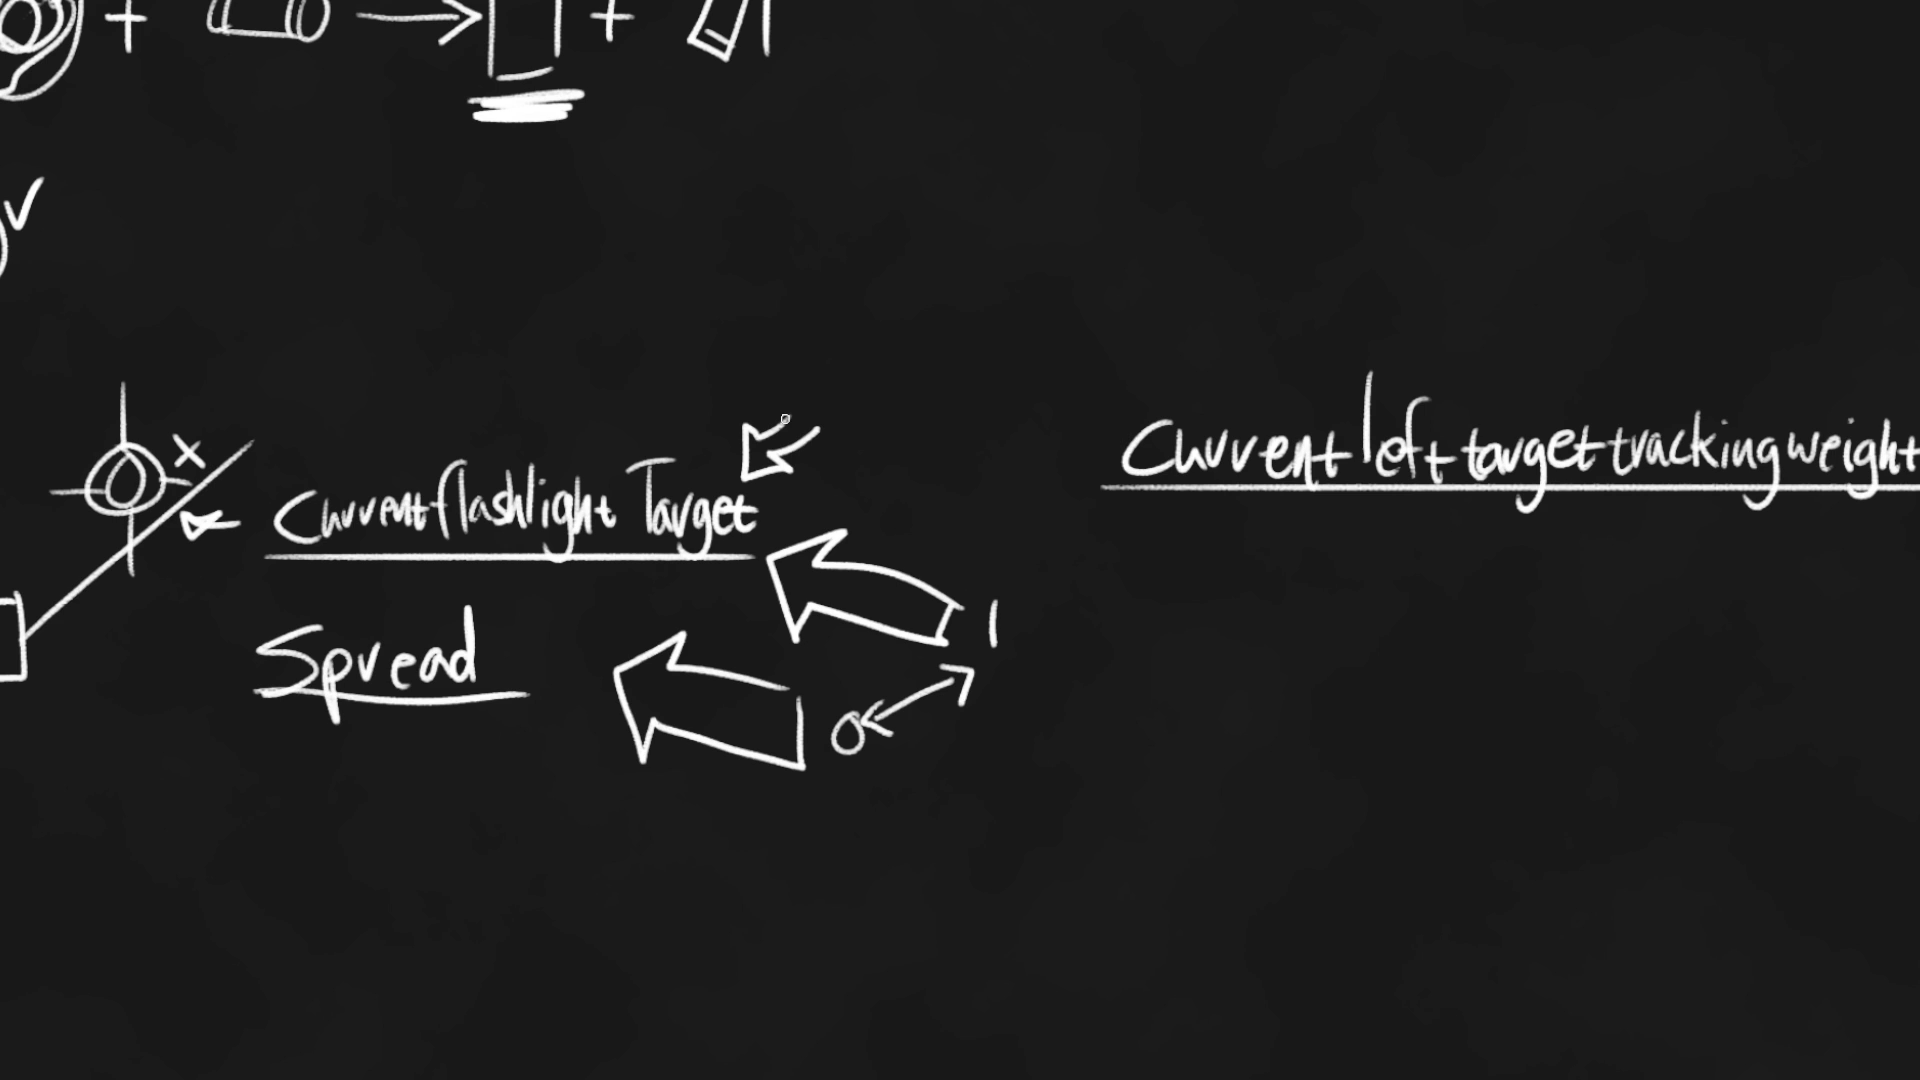 + → +
x
Current left target tracking weight
Current flashlight Target
Spread
1
0